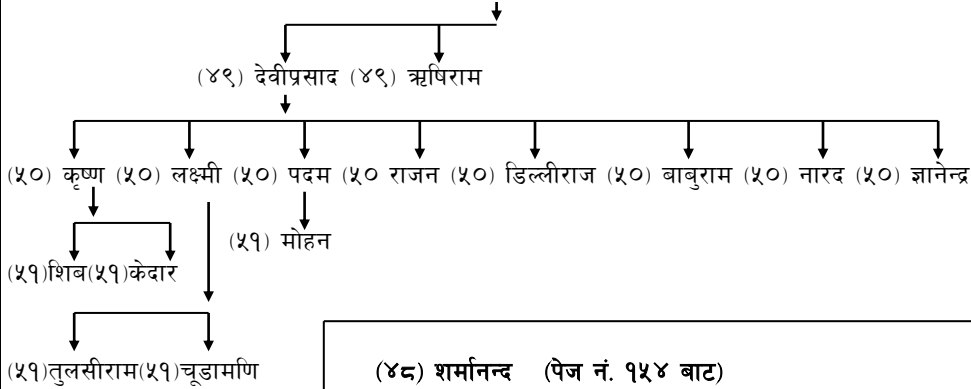 (४९) देवीप्रसाद (४९) ऋषिराम
(५०) कृष्ण (५०) लक्ष्मी (५०) पदम (५० राजन (५०) डिल्लीराज (५०) बाबुराम (५०) नारद (५०) ज्ञानेन्द्र
(५१) मोहन
(५१)शिब(५१)केदार
(५१)तुलसीराम(५१)चूडामणि
(४८) शर्मानन्द (पेज नं. १५४ बाट)